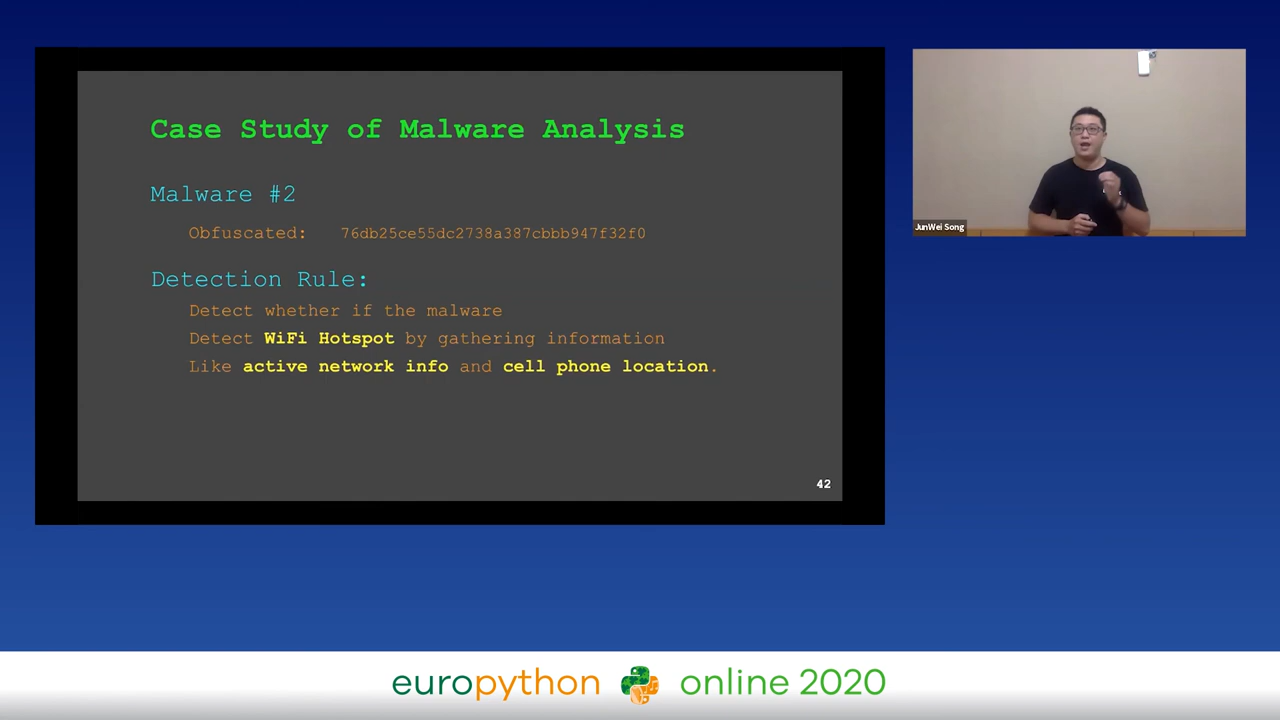 Case Study of Malware Analysis
Malware #2
Obfuscated: 76db25ce55dc2738a387cbbb947f32f0
Detection Rule:
Detect whether if the malware
Detect WiFi Hotspot by gathering information
Like active network info and cell phone location.
42
JunWei Song
europython online 2020